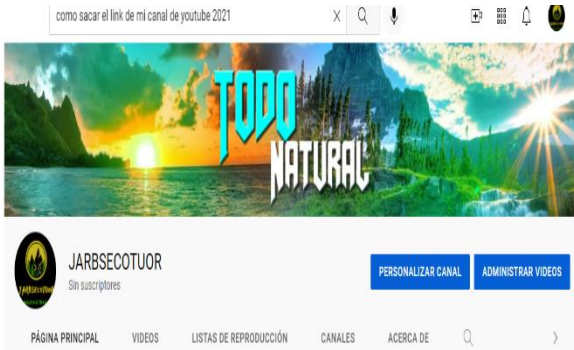 como sacar el link de mi canal de youtube 2021
TODO
NATURAL
JARBSECOTUOR
Sin suscriptores
PERSONALIZAR CANAL
ADMINISTRAR VIDEOS
PÁGINA PRINCIPAL VIDEOS LISTAS DE REPRODUCCIÓN CANALES ACERCA DE